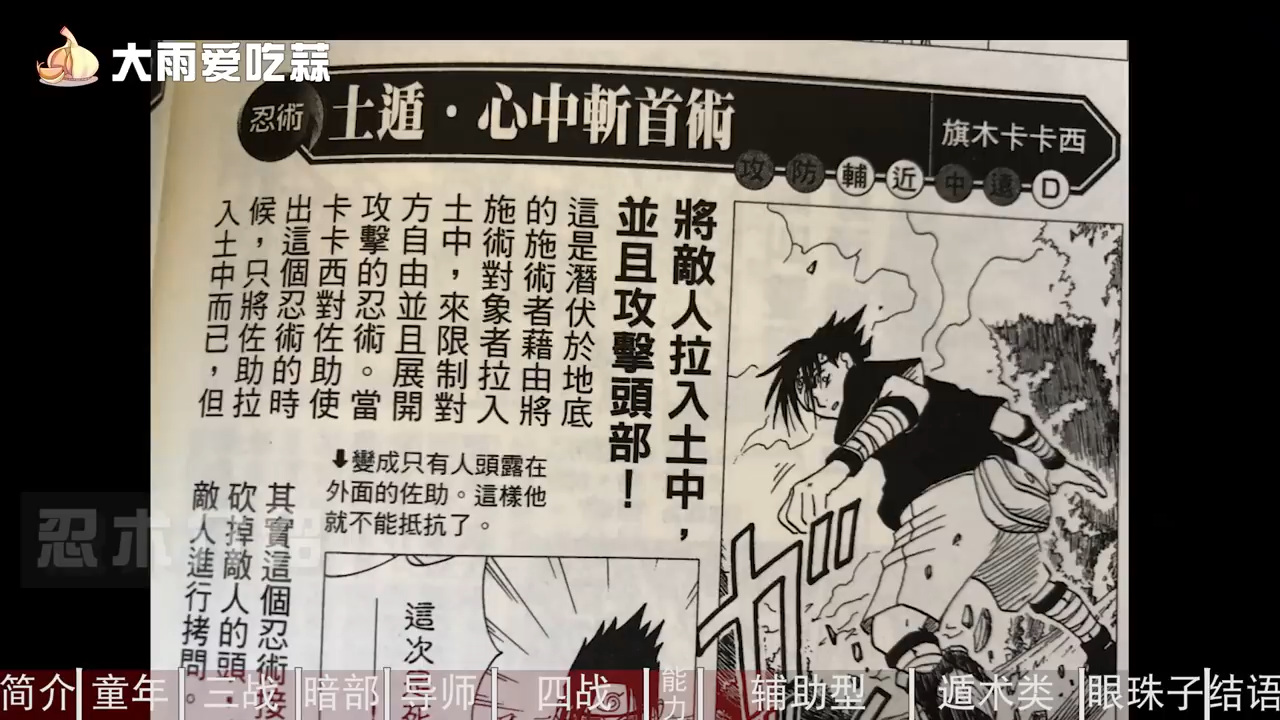 大雨爱吃蒜
忍術
土遁·心中斬首術
旗木卡卡西
攻防輔近中遠D
將敵人拉入土中，
並且攻擊頭部！
這是潛伏於地底
的施術者藉由將
施術對象者拉入
土中，來限制對
方自由並且展開
攻擊的忍術。當
卡卡西對佐助使
出這個忍術的時
候，只將佐助拉
入土中而已，但
⬇變成只有人頭露在
外面的佐助。這樣他
就不能抵抗了。
其實這個忍術接
砍掉敵人的頭，
敵人進行拷問。
這次
ガ
忍术
简介
童年
三战
暗部
导师
四战
能力
辅助型
遁术类
眼珠子
结语